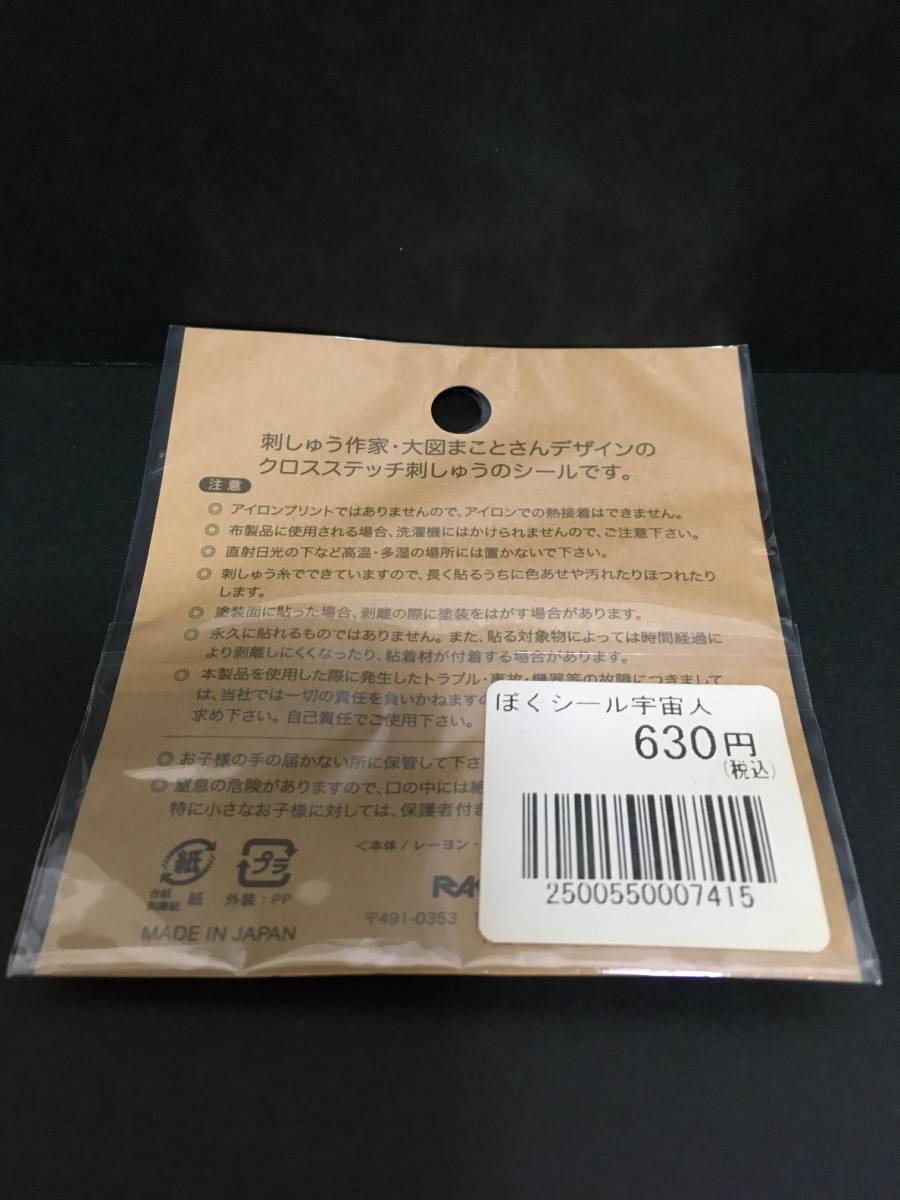 刺しゅう作家・大図まことさんデザインの
クロスステッチ刺しゅうのシールです。
注意
◎ アイロンプリントではありませんので、アイロンでの熱接着はできません。
◎ 布製品に使用される場合、洗濯機にはかけられませんので、ご注意下さい。
◎ 直射日光の下など高温・多湿の場所には置かないで下さい。
◎ 刺しゅう糸でできていますので、長く貼るうちに色あせや汚れたりほつれたり
します。
◎ 塗装面に貼った場合、剥離の際に塗装をはがす場合があります。
◎ 永久に貼れるものではありません。また、貼る対象物によっては時間経過に
より剥離しにくくなったり、粘着材が付着する場合があります。
◎ 本製品を使用した際に発生したトラブル・事故・機器等の故障につきまして
は、当社では一切の責任を負いかねますの
求め下さい。自己責任でご使用下さい。
◎ お子様の手の届かない所に保管して下さ
◎ 窒息の危険がありますので、口の中には絶
特に小さなお子様に対しては、保護者付き
<本体/レーヨン・
紙
プラ
台紙
剥離紙 紙
外装:PP
〒491-0353
MADE IN JAPAN
ぽくシール宇宙人
630円
(税込)
2500550007415